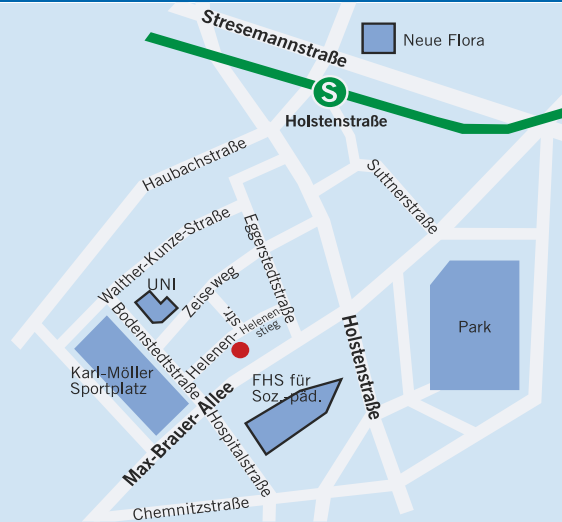 Stresemannstraße
Neue Flora
S
Holstenstraße
Haubachstraße
Suttnerstraße
Walther-Kunze-Straße
Eggerstedtstraße
UNI
Zeiseweg
Bodenstedtstraße
Helenen-
str.
Helenen-
stieg
Holstenstraße
Park
Karl-Möller
Sportplatz
FHS für
Soz.-päd.
Max-Brauer-Allee
Hospitalstraße
Chemnitzstraße